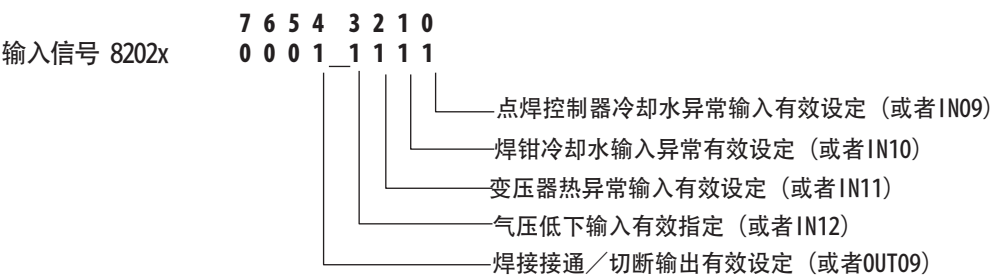 7 6 5 4 3 2 1 0
输入信号 8202x 0 0 0 1_1 1 1 1
点焊控制器冷却水异常输入有效设定（或者IN09）
焊钳冷却水输入异常有效设定（或者IN10）
变压器热异常输入有效设定（或者IN11）
气压低下输入有效指定（或者IN12）
焊接接通／切断输出有效设定（或者OUT09）